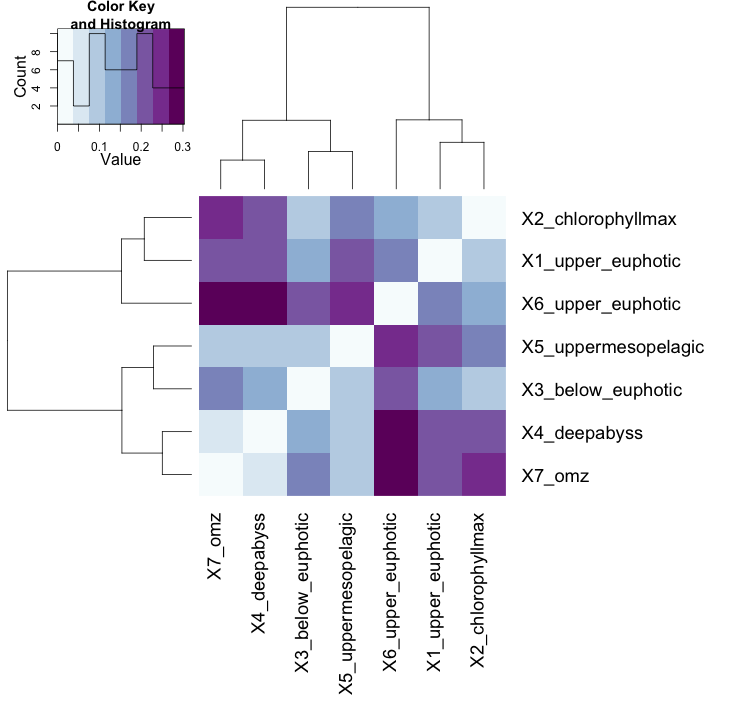 Color Key
and Histogram
Count
2 4 6 8
0 0.1 0.2 0.3
Value
X2_chlorophyllmax
X1_upper_euphotic
X6_upper_euphotic
X5_uppermesopelagic
X3_below_euphotic
X4_deepabyss
X7_omz
X7_omz
X4_deepabyss
X3_below_euphotic
X5_uppermesopelagic
X6_upper_euphotic
X1_upper_euphotic
X2_chlorophyllmax